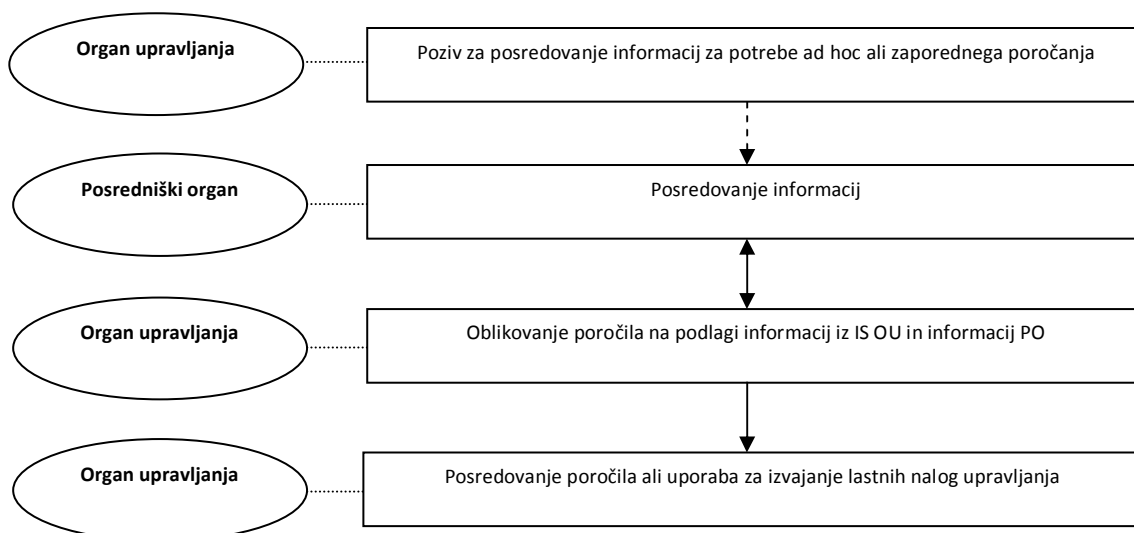 Organ upravljanja
Poziv za posredovanje informacij za potrebe ad hoc ali zaporednega poročanja
Posredniški organ
Posredovanje informacij
Organ upravljanja
Oblikovanje poročila na podlagi informacij iz IS OU in informacij PO
Organ upravljanja
Posredovanje poročila ali uporaba za izvajanje lastnih nalog upravljanja